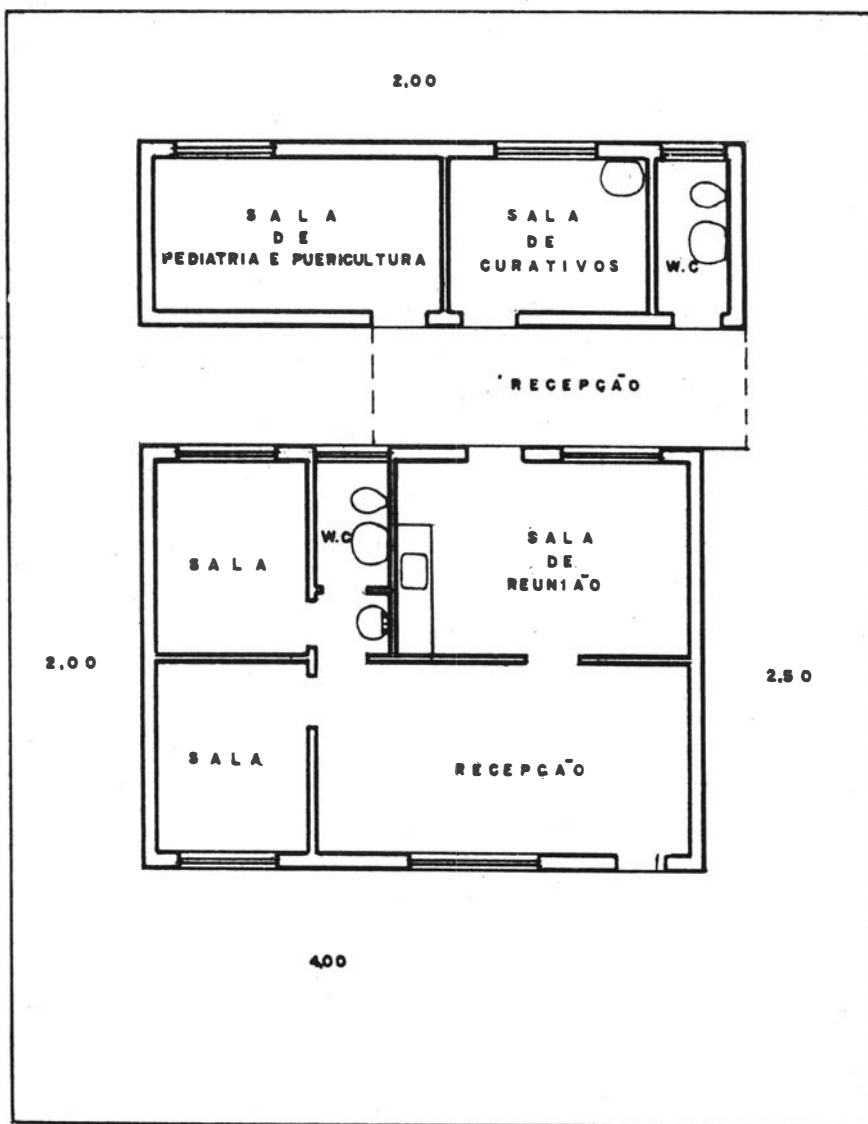 2,00
SALA
DE
PEDIATRIA E PUERICULTURA
SALA
DE
CURATIVOS
W.C
RECEPÇÃO
SALA
W.C
SALA
DE
REUNIÃO
2,00
2,50
SALA
RECEPÇÃO
4,00